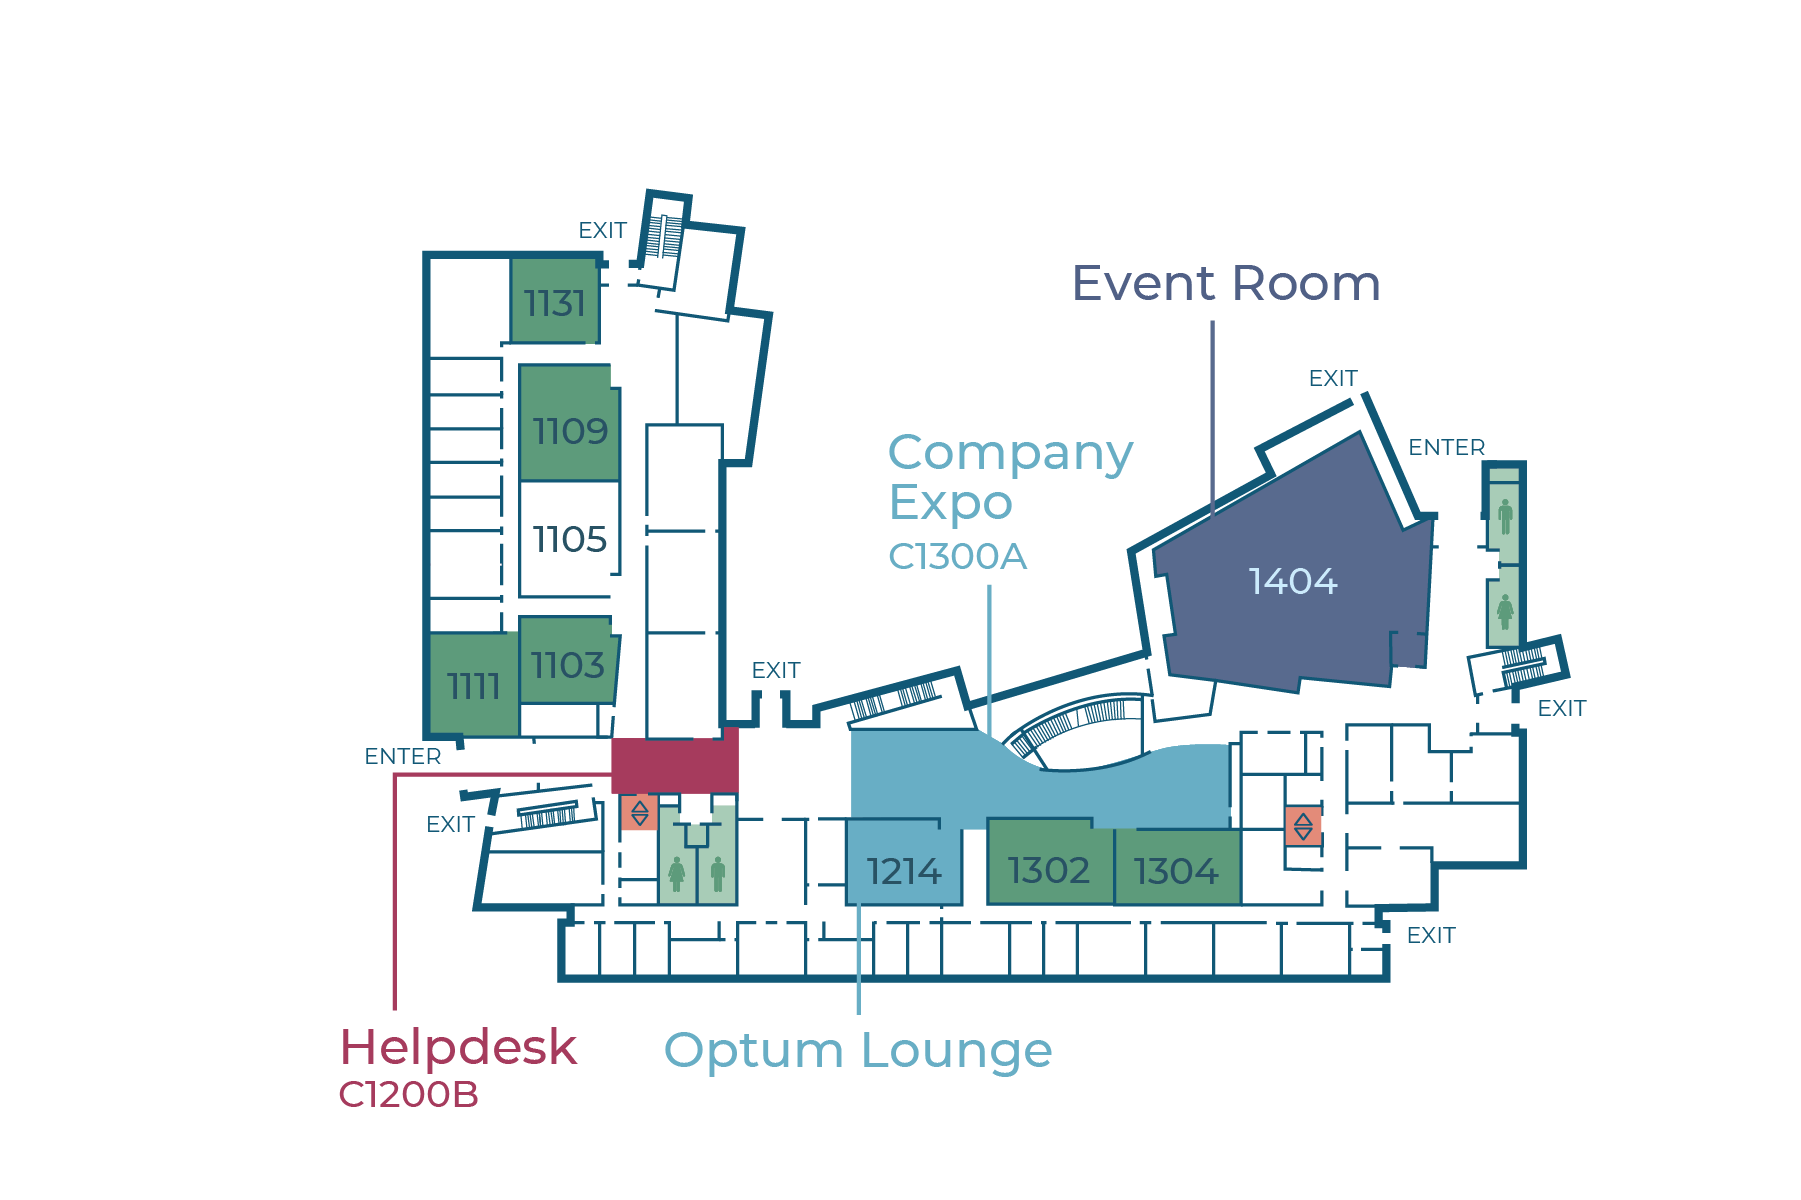 EXIT
1131
Event Room
EXIT
1109
Company
Expo
C1300A
ENTER
1105
1404
1103
1111
EXIT
EXIT
ENTER
EXIT
1214
1302
1304
EXIT
Helpdesk
C1200B
Optum Lounge